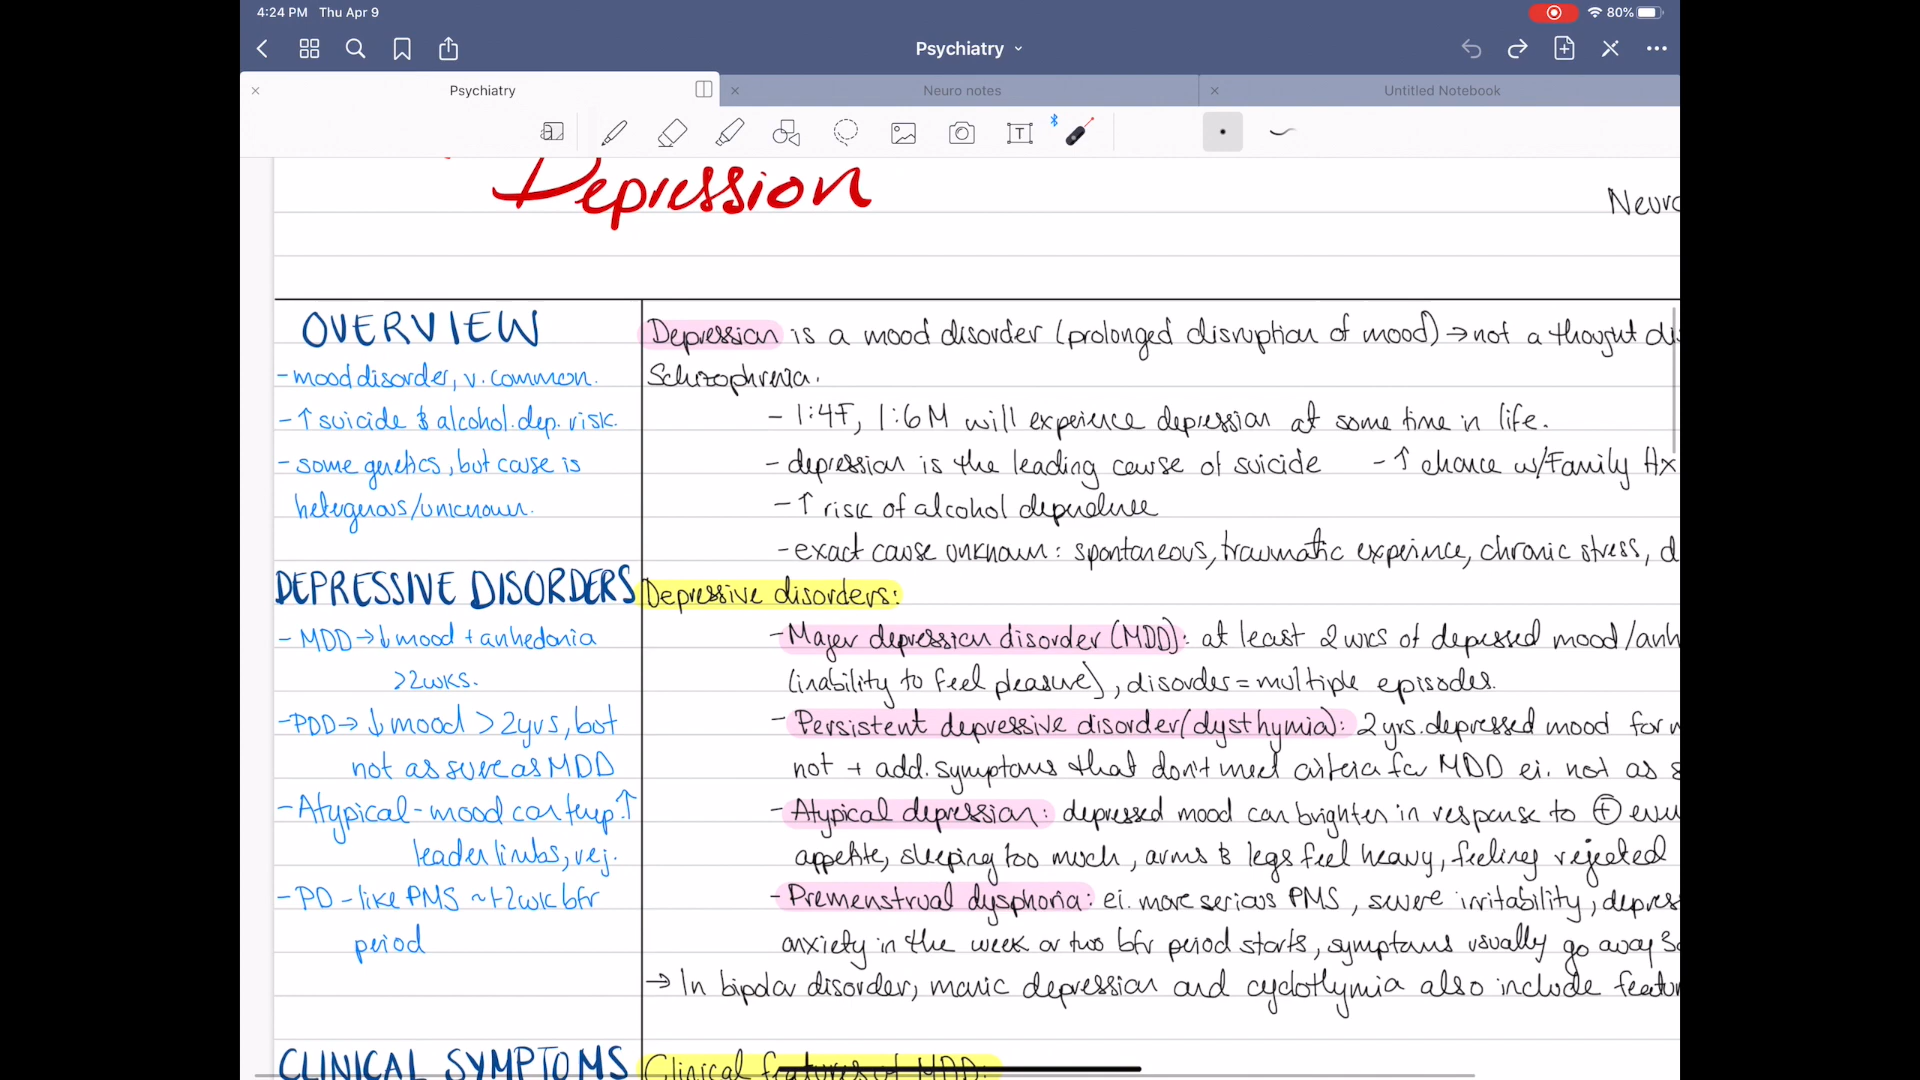 4:24 PM Thu Apr 9
80%
Psychiatry
Psychiatry
Neuro notes
Untitled Notebook
Depression
Neuro
OVERVIEW
- mood disorder, v. common.
- ↑ suicide & alcohol. dep. risk.
- some genetics, but cause is
heterogenous/unknown.
DEPRESSIVE DISORDERS
- MDD → ↓ mood + anhedonia
>2wks.
- PDD → ↓ mood > 2yrs, but
not as severe as MDD
- Atypical - mood can temp. ↑
leaden limbs, rej.
- PD - like PMS ~1-2wk bfr
period
CLINICAL SYMPTOMS
Depression is a mood disorder (prolonged disruption of mood) → not a thought dis
Schizophrenia.
- 1:4F, 1:6M will experience depression at some time in life.
- depression is the leading cause of suicide - ↑ chance w/Family Hx
- ↑ risk of alcohol dependence
- exact cause unknown: spontaneous, traumatic experience, chronic stress, d
Depressive disorders:
- Major depression disorder (MDD): at least 2 wks of depressed mood/anh
(inability to feel pleasure), disorder = multiple episodes.
- Persistent depressive disorder (dysthymia): 2 yrs. depressed mood for m
not + add. symptoms that don't meet criteria for MDD ei. not as s
- Atypical depression: depressed mood can brighten in response to ⊕ eve
appetite, sleeping too much, arms & legs feel heavy, feeling rejected
- Premenstrual dysphoria: ei. more serious PMS, severe irritability, depres
anxiety in the week or two bfr period starts, symptoms usually go away 3
→ In bipolar disorder, manic depression and cyclothymia also include featur
Clinical features of MDD: